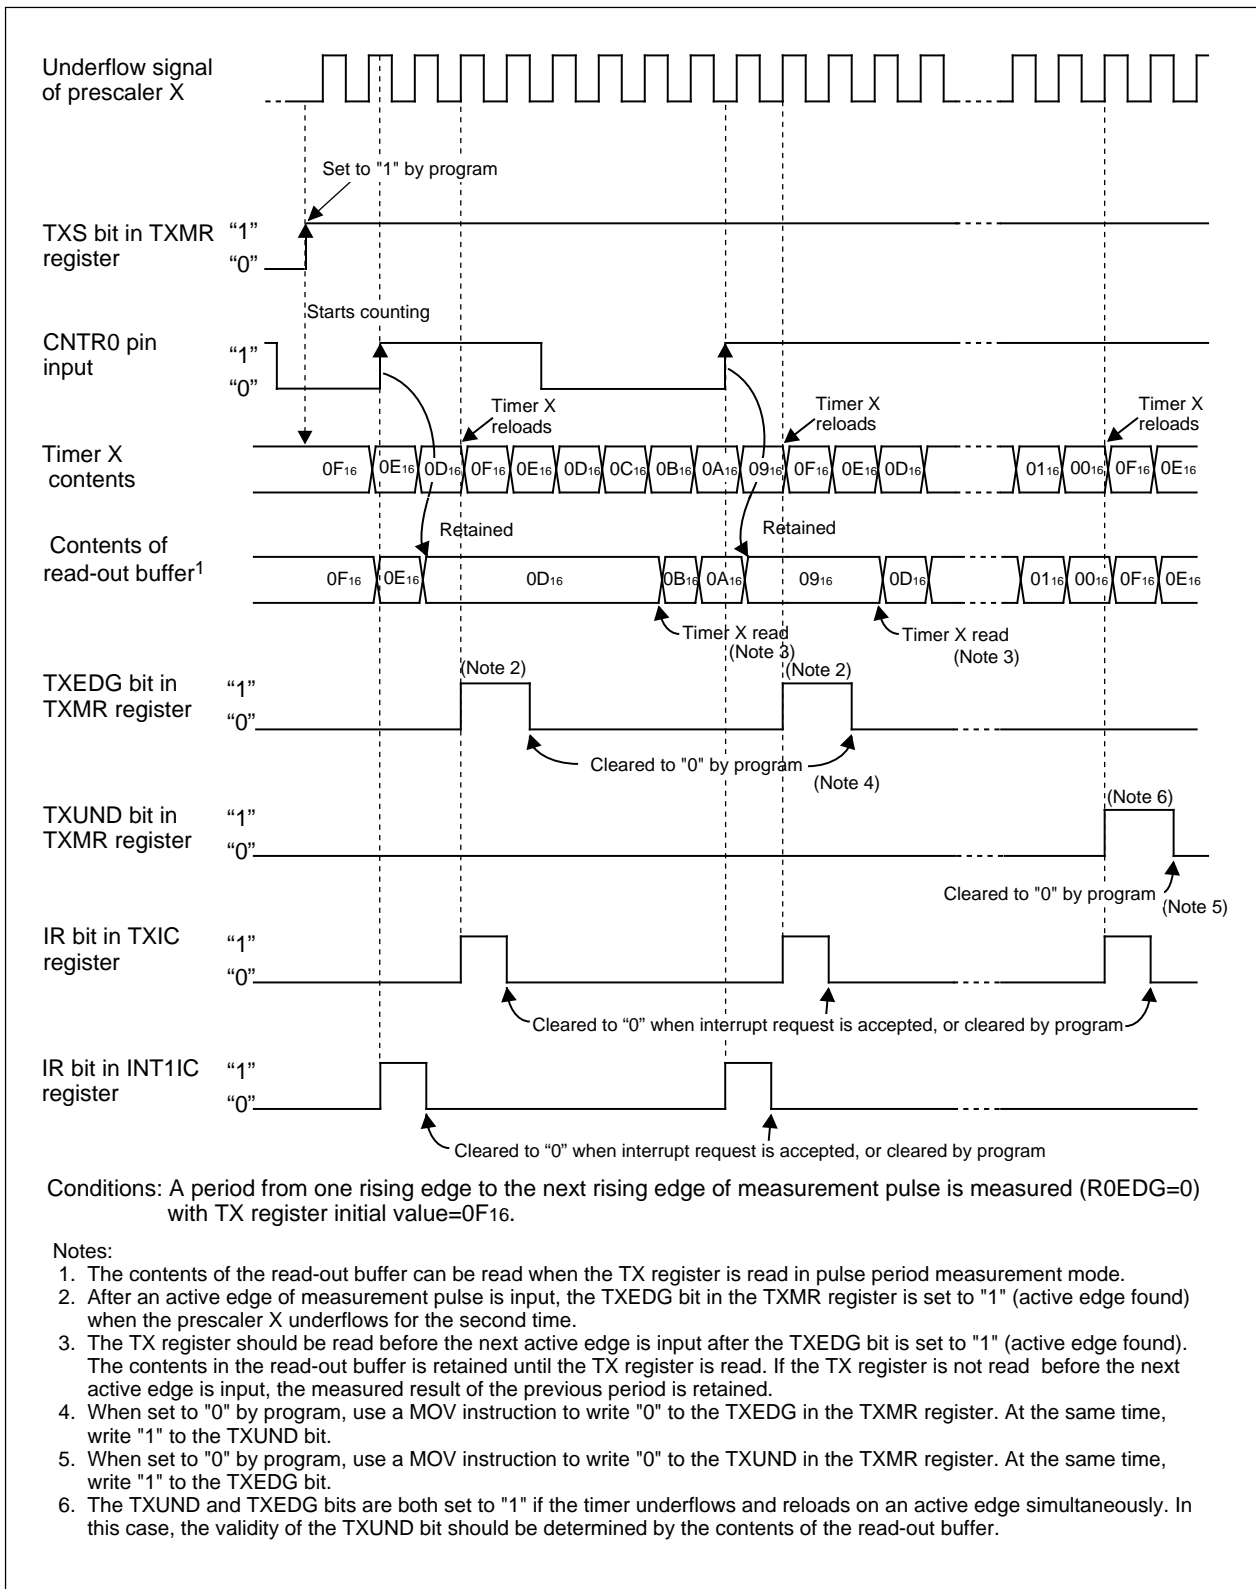 Underflow signal
of prescaler X
Set to "1" by program
TXS bit in TXMR
register
“1”
“0”
Starts counting
CNTR0 pin
input
“1”
“0”
Timer X
reloads
Timer X
reloads
Timer X
reloads
Timer X
contents
0F16 0E16 0D16 0F16 0E16 0D16 0C16 0B16 0A16 0916 0F16 0E16 0D16 0116 0016 0F16 0E16
Retained
Retained
Contents of
read-out buffer1
0F16 0E16 0D16 0B16 0A16 0916 0D16 0116 0016 0F16 0E16
Timer X read
(Note 3)
Timer X read
(Note 3)
TXEDG bit in
TXMR register
“1”
“0”
(Note 2)
(Note 2)
Cleared to "0" by program
(Note 4)
TXUND bit in
TXMR register
“1”
“0”
(Note 6)
Cleared to "0" by program
(Note 5)
IR bit in TXIC
register
“1”
“0”
Cleared to “0” when interrupt request is accepted, or cleared by program
IR bit in INT1IC
register
“1”
“0”
Cleared to “0” when interrupt request is accepted, or cleared by program
Conditions: A period from one rising edge to the next rising edge of measurement pulse is measured (R0EDG=0)
with TX register initial value=0F16.
Notes:
1. The contents of the read-out buffer can be read when the TX register is read in pulse period measurement mode.
2. After an active edge of measurement pulse is input, the TXEDG bit in the TXMR register is set to "1" (active edge found)
when the prescaler X underflows for the second time.
3. The TX register should be read before the next active edge is input after the TXEDG bit is set to "1" (active edge found).
The contents in the read-out buffer is retained until the TX register is read. If the TX register is not read before the next
active edge is input, the measured result of the previous period is retained.
4. When set to "0" by program, use a MOV instruction to write "0" to the TXEDG in the TXMR register. At the same time,
write "1" to the TXUND bit.
5. When set to "0" by program, use a MOV instruction to write "0" to the TXUND in the TXMR register. At the same time,
write "1" to the TXEDG bit.
6. The TXUND and TXEDG bits are both set to "1" if the timer underflows and reloads on an active edge simultaneously. In
this case, the validity of the TXUND bit should be determined by the contents of the read-out buffer.